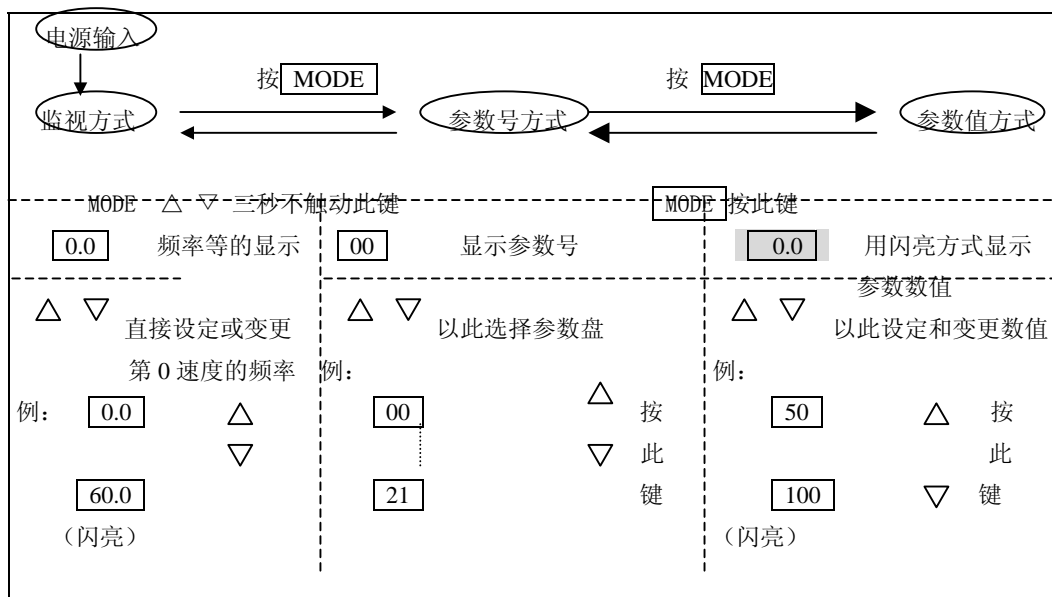 电源输入
按 MODE 按 MODE
监视方式 参数号方式 参数值方式
MODE △ ▽ 三秒不触动此键 MODE 按此键
0.0 频率等的显示 00 显示参数号 0.0 用闪亮方式显示
参数数值
△ ▽ 直接设定或变更 △ ▽ 以此选择参数盘 △ ▽ 以此设定和变更数值
第 0 速度的频率 例： 例：
例： 0.0 △ 00 △ 按 50 △ 按
▽ ▽ 此 此
60.0 21 键 100 ▽ 键
（闪亮） （闪亮）